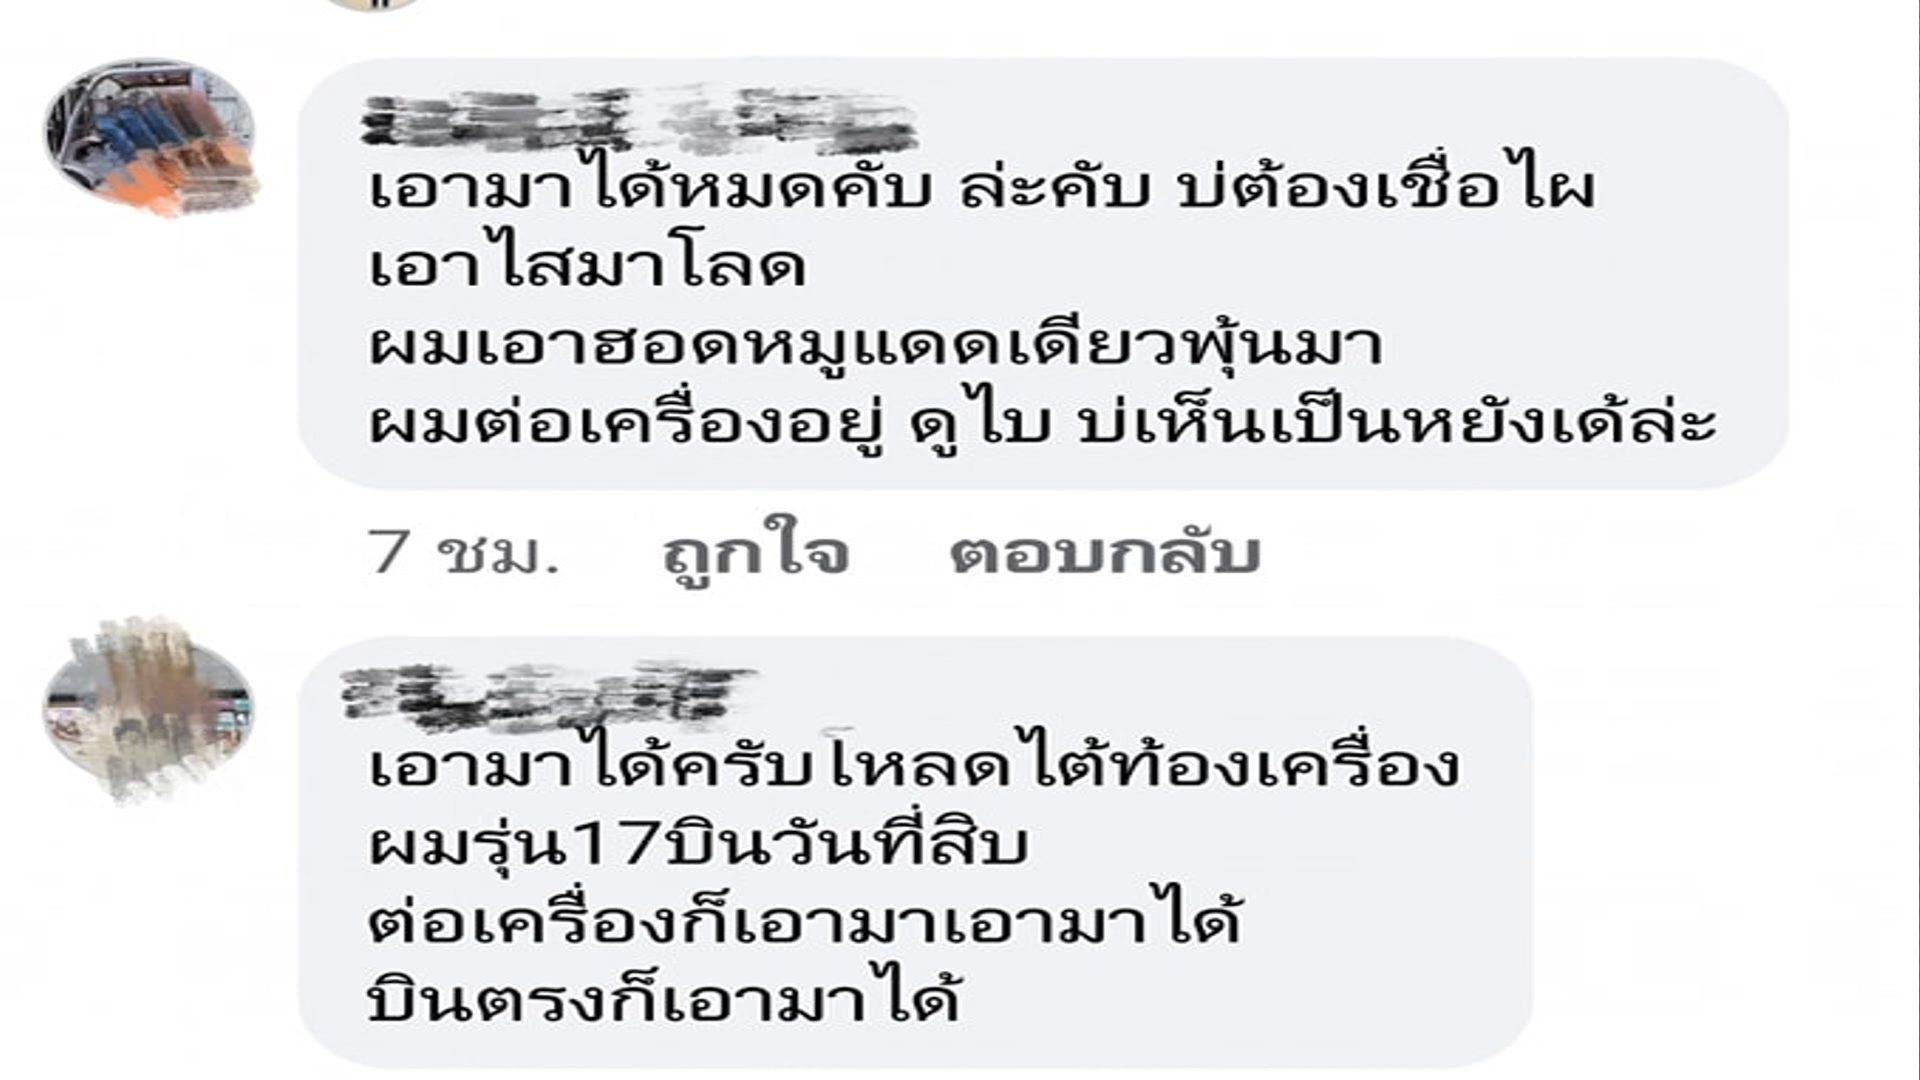 เอามาได้หมดคับ ล่ะคับ บ่ต้องเชื่อไผ
เอาไสมาโลด
ผมเอาฮอดหมูแดดเดียวพุ้นมา
ผมต่อเครื่องอยู่ ดูไบ บ่เห็นเป็นหยังเด้ล่ะ
7 ชม. ถูกใจ ตอบกลับ
เอามาได้ครับโหลดไต้ท้องเครื่อง
ผมรุ่น17บินวันที่สิบ
ต่อเครื่องก็เอามาเอามาได้
บินตรงก็เอามาได้